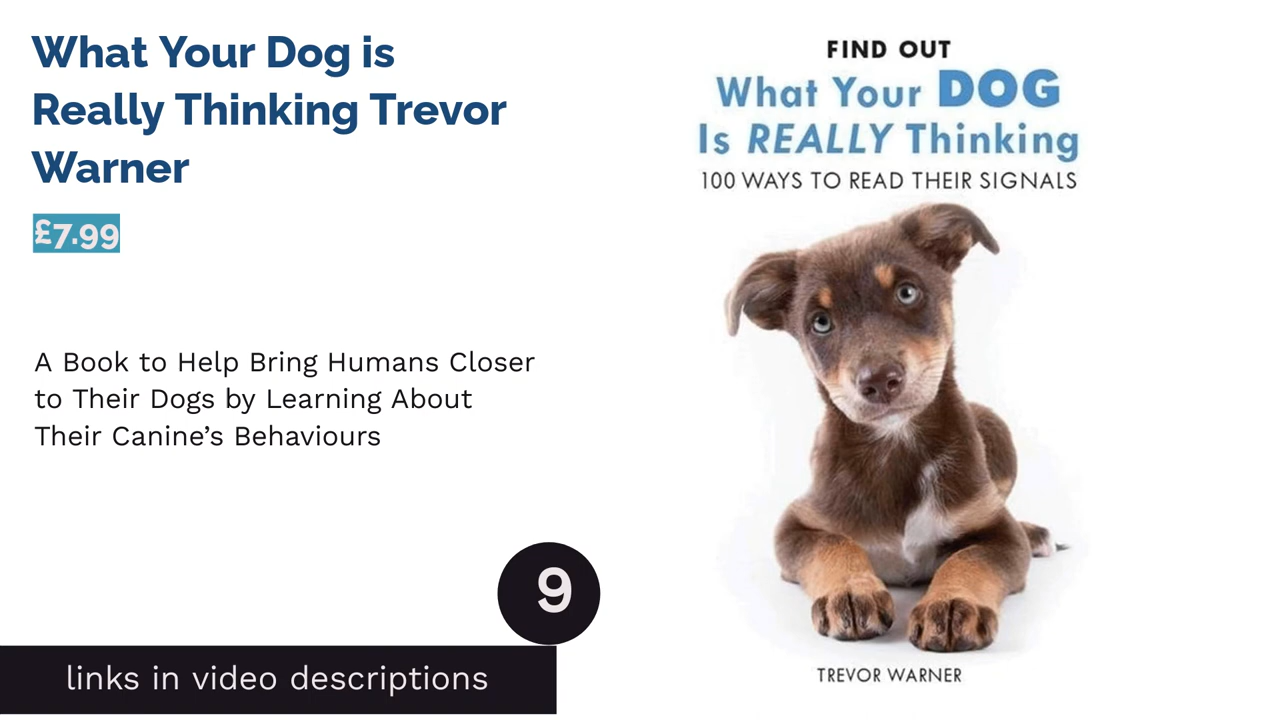 What Your Dog is
Really Thinking Trevor
Warner
£7.99
A Book to Help Bring Humans Closer
to Their Dogs by Learning About
Their Canine’s Behaviours
9
links in video descriptions
FIND OUT
What Your DOG
Is REALLY Thinking
100 WAYS TO READ THEIR SIGNALS
TREVOR WARNER